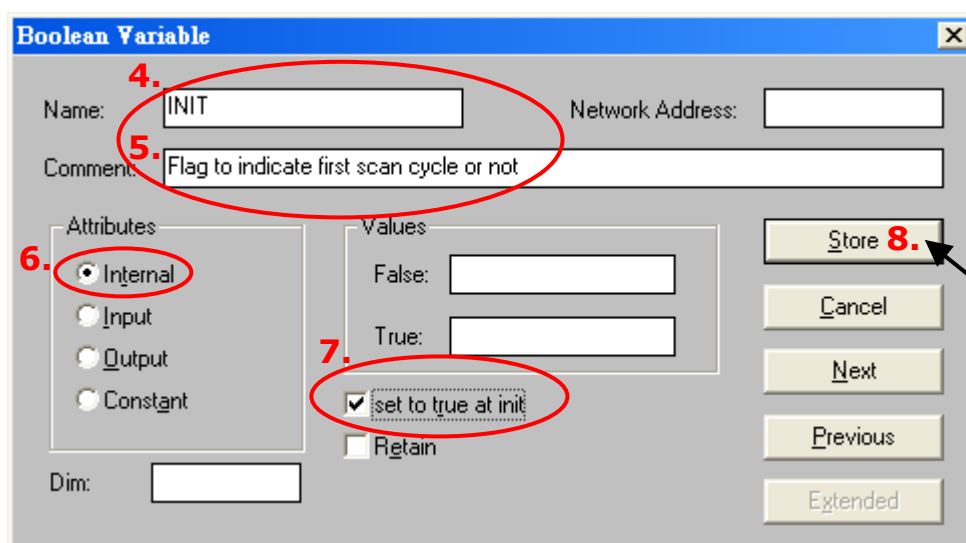 Boolean Variable
4.
Name: INIT Network Address:
5.
Comment: Flag to indicate first scan cycle or not
Attributes
6.
Internal
Input
Output
Constant
Dim:
Values
False:
True:
7.
set to true at init
Retain
Store 8.
Cancel
Next
Previous
Extended